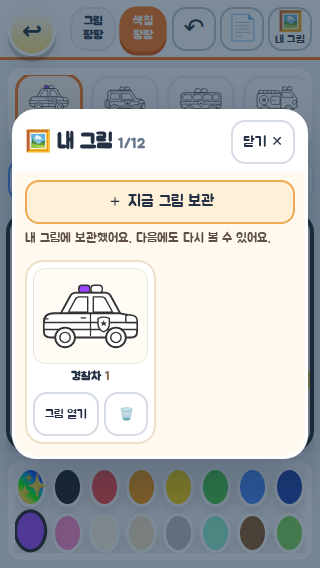 그림
팡팡
색칠
팡팡
내 그림
내 그림 1/12
닫기 ✕
+ 지금 그림 보관
내 그림에 보관했어요. 다음에도 다시 볼 수 있어요.
경찰차 1
그림 열기